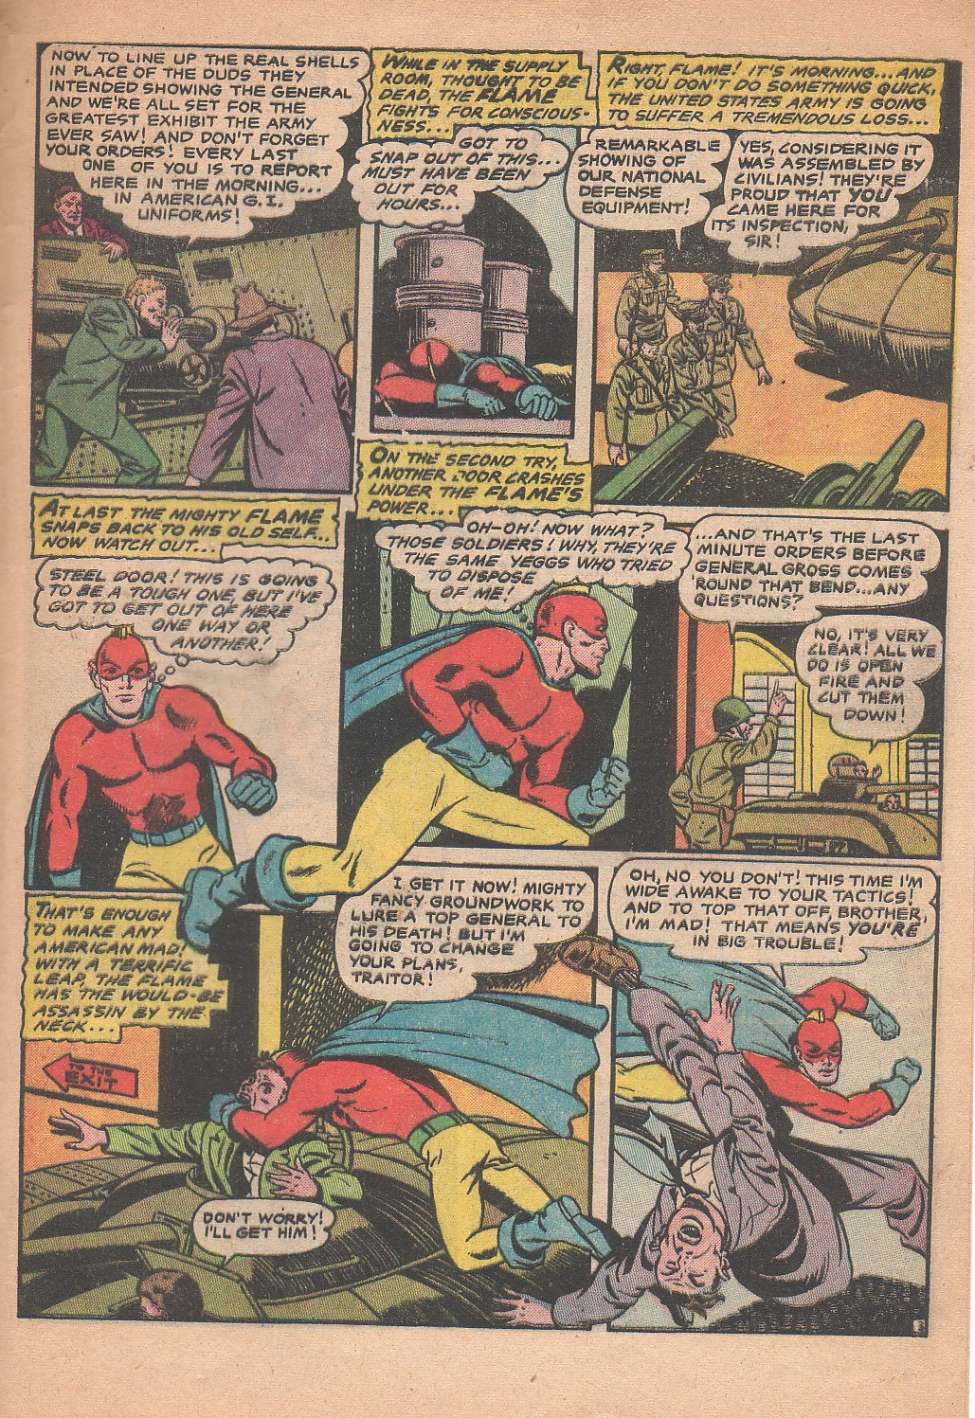 NOW TO LINE UP THE REAL SHELLS
IN PLACE OF THE DUDS THEY
INTENDED SHOWING THE GENERAL
AND WE'RE ALL SET FOR THE
GREATEST EXHIBIT THE ARMY
EVER SAW! AND DON'T FORGET
YOUR ORDERS! EVERY LAST
ONE OF YOU IS TO REPORT
HERE IN THE MORNING...
IN AMERICAN G.I.
UNIFORMS!
WHILE IN THE SUPPLY
ROOM, THOUGHT TO BE
DEAD, THE FLAME
FIGHTS FOR CONSCIOUS-
NESS...
GOT TO
SNAP OUT OF THIS...
MUST HAVE BEEN
OUT FOR
HOURS...
RIGHT, FLAME! IT'S MORNING...AND
IF YOU DON'T DO SOMETHING QUICK,
THE UNITED STATES ARMY IS GOING
TO SUFFER A TREMENDOUS LOSS...
REMARKABLE
SHOWING OF
OUR NATIONAL
DEFENSE
EQUIPMENT!
YES, CONSIDERING IT
WAS ASSEMBLED BY
CIVILIANS! THEY'RE
PROUD THAT YOU
CAME HERE FOR
ITS INSPECTION,
SIR!
AT LAST THE MIGHTY FLAME
SNAPS BACK TO HIS OLD SELF...
NOW WATCH OUT...
STEEL DOOR! THIS IS GOING
TO BE A TOUGH ONE, BUT I'VE
GOT TO GET OUT OF HERE
ONE WAY OR
ANOTHER!
ON THE SECOND TRY,
ANOTHER DOOR CRASHES
UNDER THE FLAME'S
POWER...
OH-OH! NOW WHAT?
THOSE SOLDIERS! WHY, THEY'RE
THE SAME YEGGS WHO TRIED
TO DISPOSE
OF ME!
...AND THAT'S THE LAST
MINUTE ORDERS BEFORE
GENERAL GROSS COMES
'ROUND THAT BEND...ANY
QUESTIONS?
NO, IT'S VERY
CLEAR! ALL WE
DO IS OPEN
FIRE AND
CUT THEM
DOWN!
THAT'S ENOUGH
TO MAKE ANY
AMERICAN MAD!
WITH A TERRIFIC
LEAP, THE FLAME
HAS THE WOULD-BE
ASSASSIN BY THE
NECK...
I GET IT NOW! MIGHTY
FANCY GROUNDWORK TO
LURE A TOP GENERAL TO
HIS DEATH! BUT I'M
GOING TO CHANGE
YOUR PLANS,
TRAITOR!
TO THE
EXIT
DON'T WORRY!
I'LL GET HIM!
OH, NO YOU DON'T! THIS TIME I'M
WIDE AWAKE TO YOUR TACTICS!
AND TO TOP THAT OFF, BROTHER,
I'M MAD! THAT MEANS YOU'RE
IN BIG TROUBLE!